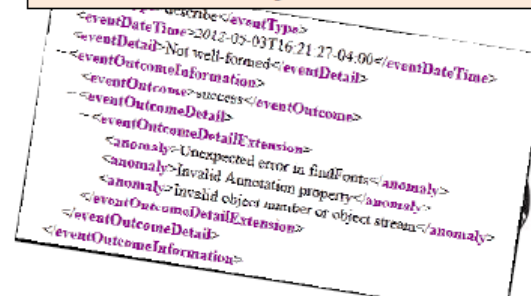 describe</eventType>
<eventDateTime>2012-05-03T16:21:27-04:00</eventDateTime>
<eventDetail>Not well-formed</eventDetail>
- <eventOutcomeInformation>
<eventOutcome>success</eventOutcome>
- <eventOutcomeDetail>
- <eventOutcomeDetailExtension>
<anomaly>Unexpected error in findFonts</anomaly>
<anomaly>Invalid Annotation property</anomaly>
<anomaly>Invalid object number or object stream</anomaly>
</eventOutcomeDetailExtension>
</eventOutcomeDetail>
</eventOutcomeInformation>